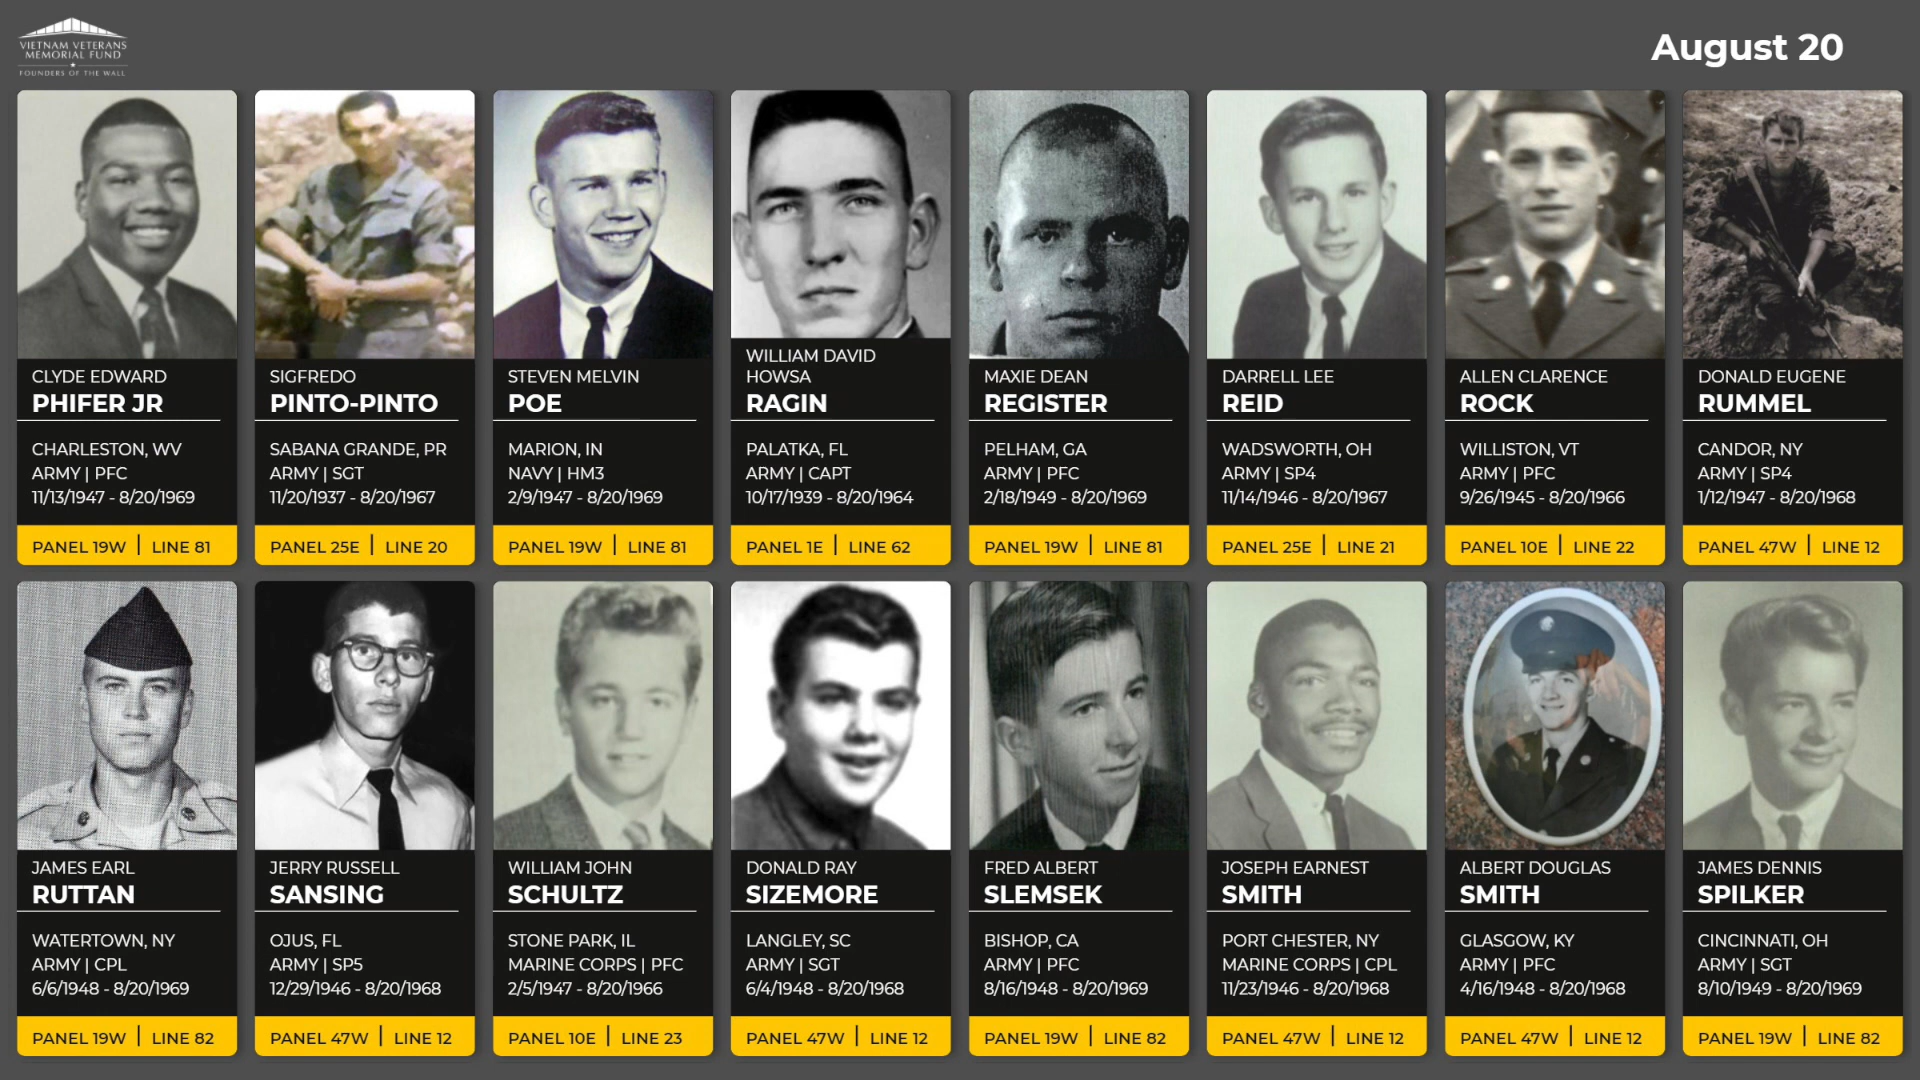 VIETNAM VETERANS
MEMORIAL FUND
FOUNDERS OF THE WALL
August 20
CLYDE EDWARD
PHIFER JR
CHARLESTON, WV
ARMY | PFC
11/13/1947 - 8/20/1969
PANEL 19W | LINE 81
SIGFREDO
PINTO-PINTO
SABANA GRANDE, PR
ARMY | SGT
11/20/1937 - 8/20/1967
PANEL 25E | LINE 20
STEVEN MELVIN
POE
MARION, IN
NAVY | HM3
2/9/1947 - 8/20/1969
PANEL 19W | LINE 81
WILLIAM DAVID
HOWSA
RAGIN
PALATKA, FL
ARMY | CAPT
10/17/1939 - 8/20/1964
PANEL 1E | LINE 62
MAXIE DEAN
REGISTER
PELHAM, GA
ARMY | PFC
2/18/1949 - 8/20/1969
PANEL 19W | LINE 81
DARRELL LEE
REID
WADSWORTH, OH
ARMY | SP4
11/14/1946 - 8/20/1967
PANEL 25E | LINE 21
ALLEN CLARENCE
ROCK
WILLISTON, VT
ARMY | PFC
9/26/1945 - 8/20/1966
PANEL 10E | LINE 22
DONALD EUGENE
RUMMEL
CANDOR, NY
ARMY | SP4
1/12/1947 - 8/20/1968
PANEL 47W | LINE 12
JAMES EARL
RUTTAN
WATERTOWN, NY
ARMY | CPL
6/6/1948 - 8/20/1969
PANEL 19W | LINE 82
JERRY RUSSELL
SANSING
OJUS, FL
ARMY | SP5
12/29/1946 - 8/20/1968
PANEL 47W | LINE 12
WILLIAM JOHN
SCHULTZ
STONE PARK, IL
MARINE CORPS | PFC
2/5/1947 - 8/20/1966
PANEL 10E | LINE 23
DONALD RAY
SIZEMORE
LANGLEY, SC
ARMY | SGT
6/4/1948 - 8/20/1968
PANEL 47W | LINE 12
FRED ALBERT
SLEMSEK
BISHOP, CA
ARMY | PFC
8/16/1948 - 8/20/1969
PANEL 19W | LINE 82
JOSEPH EARNEST
SMITH
PORT CHESTER, NY
MARINE CORPS | CPL
11/23/1946 - 8/20/1968
PANEL 47W | LINE 12
ALBERT DOUGLAS
SMITH
GLASGOW, KY
ARMY | PFC
4/16/1948 - 8/20/1968
PANEL 47W | LINE 12
JAMES DENNIS
SPILKER
CINCINNATI, OH
ARMY | SGT
8/10/1949 - 8/20/1969
PANEL 19W | LINE 82